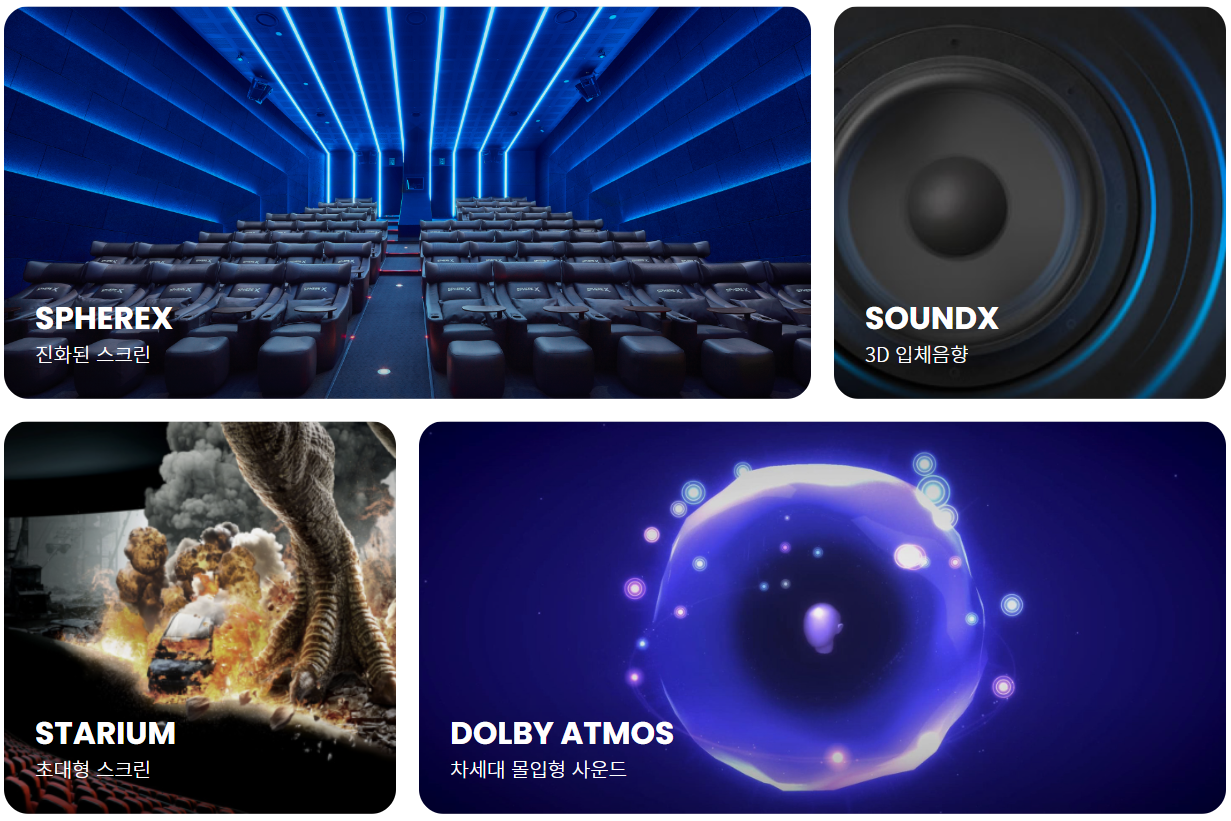 SPHEREX
진화된 스크린
SOUNDX
3D 입체음향
STARIUM
초대형 스크린
DOLBY ATMOS
차세대 몰입형 사운드